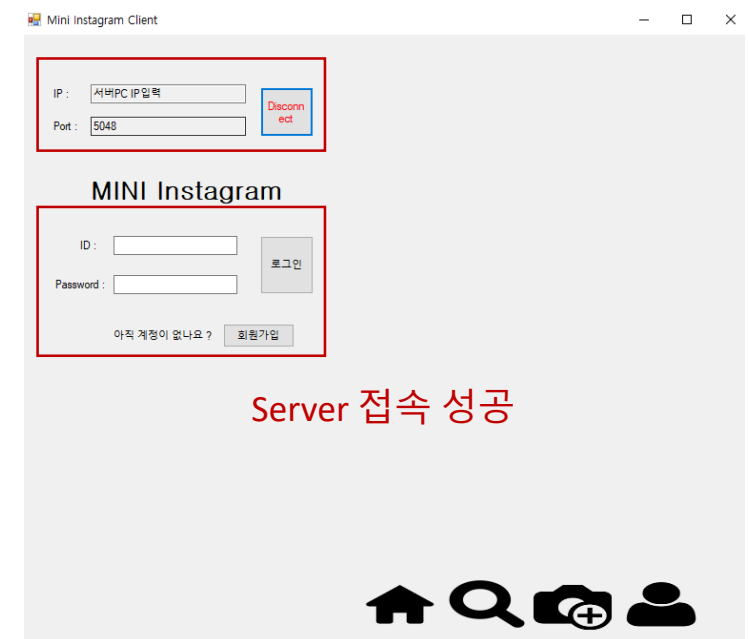 Mini Instagram Client
IP : 서버PC IP입력
Disconn
ect
Port : 5048
MINI Instagram
ID :
로그인
Password :
아직 계정이 없나요 ? 회원가입
Server 접속 성공